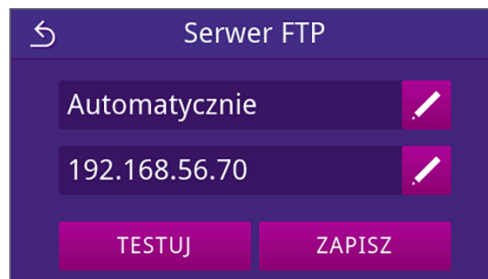 Serwer FTP
Automatycznie
192.168.56.70
TESTUJ ZAPISZ